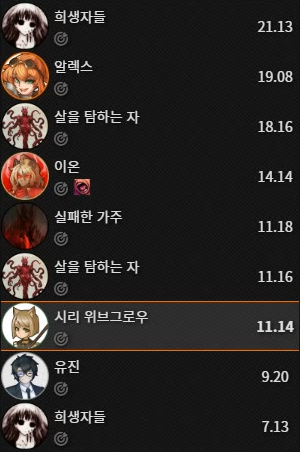 희생자들
21.13
알렉스
19.08
살을 탐하는 자
18.16
이온
14.14
실패한 가주
11.18
살을 탐하는 자
11.16
시리 위브그로우
11.14
유진
9.20
희생자들
7.13